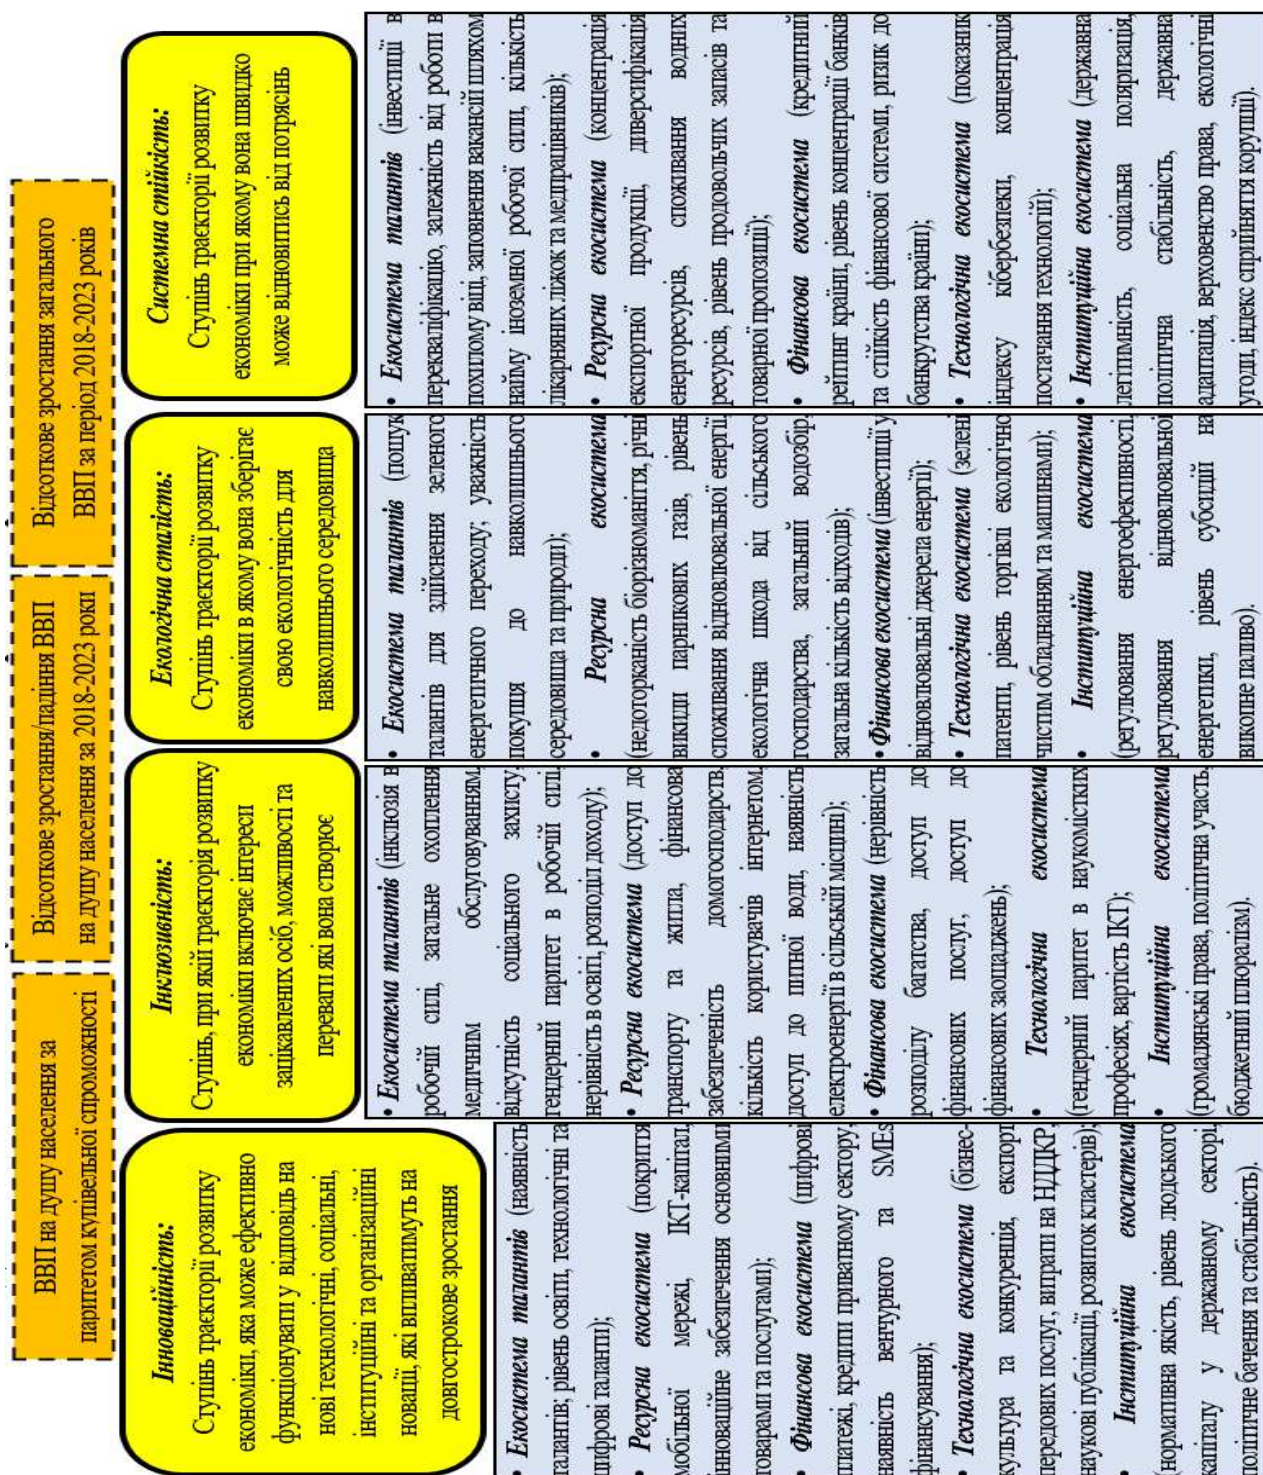 ВВП на душу населення за
паритетом купівельної спроможності
Відсоткове зростання/падіння ВВП
на душу населення за 2018-2023 роки
Відсоткове зростання загального
ВВП за період 2018-2023 років
Інноваційність:
Ступінь траєкторії розвитку
економіки, яка може ефективно
функціонувати у відповідь на
нові технологічні, соціальні,
інституційні та організаційні
новації, які впливатимуть на
довгострокове зростання
• Екосистема талантів (наявність
талантів; рівень освіти, технологічні та
цифрові таланти);
• Ресурсна екосистема (покриття
мобільної мережі, ІКТ-капітал,
інноваційне забезпечення основними
товарами та послугами);
• Фінансова екосистема (цифрові
платежі, кредити приватному сектору,
наявність венчурного та SMEs
фінансування);
• Технологічна екосистема (бізнес-
культура та конкуренція, експорт
передових послуг, витрати на НДДКР,
наукові публікації, розвиток кластерів);
• Інституційна екосистема
(нормативна якість, рівень людського
капіталу у державному секторі,
політичне бачення та стабільність).
Інклюзивність:
Ступінь, при якій траєкторія розвитку
економіки включає інтереси
зацікавлених осіб, можливості та
переваги які вона створює
• Екосистема талантів (інклюзія в
робочій силі, загальне охоплення
медичним обслуговуванням,
відсутність соціального захисту,
гендерний паритет в робочій силі,
нерівність в освіті, розподіл доходу);
• Ресурсна екосистема (доступ до
транспорту та житла, фінансова
забезпеченість домогосподарств,
кількість користувачів інтернетом,
доступ до питної води, наявність
електроенергії в сільській місцині);
• Фінансова екосистема (нерівність
розподілу багатства, доступ до
фінансових послуг, доступ до
фінансових заощаджень);
• Технологічна екосистема
(гендерний паритет в наукомістких
професіях, вартість ІКТ);
• Інституційна екосистема
(громадянські права, політична участь,
бюджетний плюралізм).
Екологічна сталість:
Ступінь траєкторії розвитку
економіки в якому вона зберігає
свою екологічність для
навколишнього середовища
• Екосистема талантів (пошук
талантів для здійснення зеленого
енергетичного переходу; уважність
покупця до навколишнього
середовища та природи);
• Ресурсна екосистема
(недоторканість біорізноманіття, річні
викиди парникових газів, рівень
споживання відновлювальної енергії,
екологічна шкода від сільського
господарства, загальний водозбір,
загальна кількість відходів);
• Фінансова екосистема (інвестиції у
відновлювальні джерела енергії);
• Технологічна екосистема (зелені
патенти, рівень торгівлі екологічно
чистим обладнанням та машинами);
• Інституційна екосистема
(регулювання енергоефективності,
регулювання відновлювальної
енергетики, рівень субсидій на
викопне паливо).
Системна стійкість:
Ступінь траєкторії розвитку
економіки при якому вона швидко
може відновитись від потрясінь
• Екосистема талантів (інвестиції в
перекваліфікацію, залежність від роботи в
похилому віці, заповнення вакансій шляхом
найму іноземної робочої сили, кількість
лікарняних ліжок та медпрацівників);
• Ресурсна екосистема (концентрація
експортної продукції, диверсифікація
енергоресурсів, споживання водних
ресурсів, рівень продовольчих запасів та
товарної пропозиції);
• Фінансова екосистема (кредитний
рейтинг країни, рівень концентрації банків
та стійкість фінансової системи, ризик до
банкрутства країни);
• Технологічна екосистема (показник
індексу кібербезпеки, концентрація
постачання технологій);
• Інституційна екосистема (державна
легітимність, соціальна поляризація,
політична стабільність, державна
адаптація, верховенство права, екологічні
угоди, індекс сприйняття корупції).